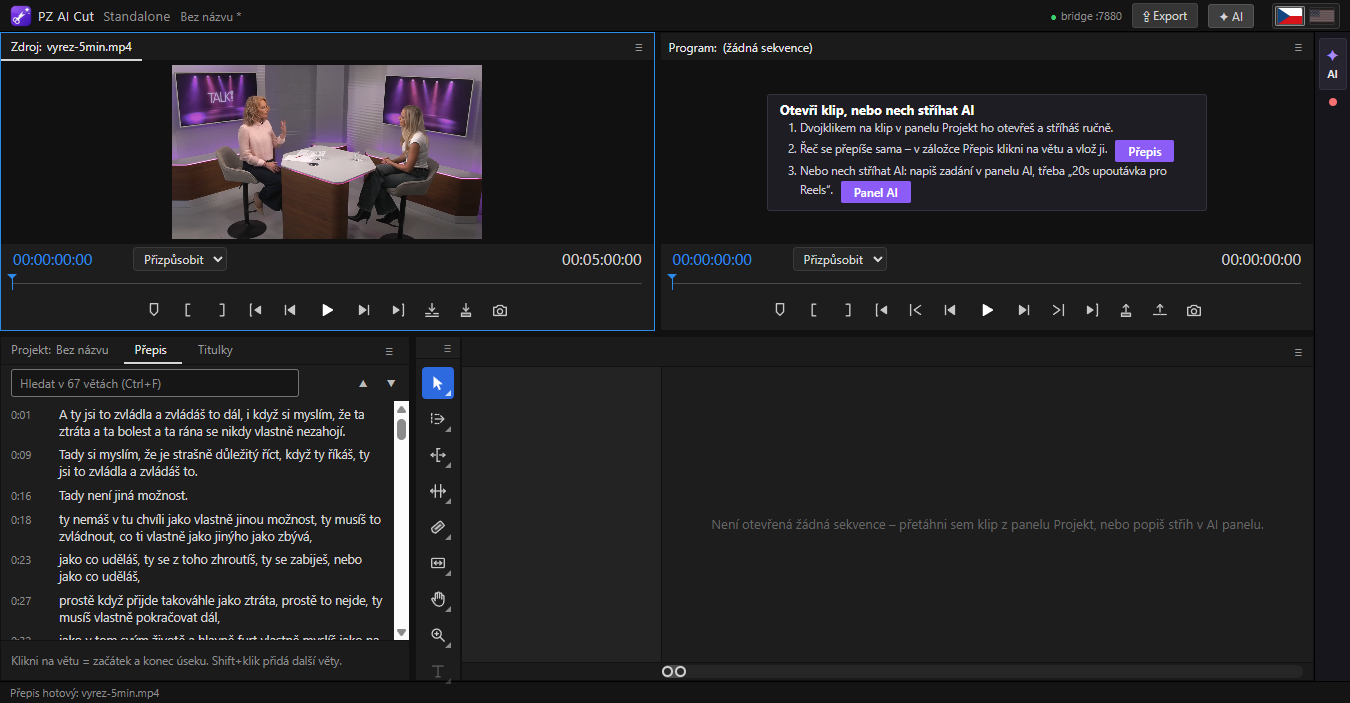 PZ AI Cut Standalone Bez názvu *
bridge :7880
Export
AI
Zdroj: vyrez-5min.mp4
TALK
00:00:00:00
Přizpůsobit
00:05:00:00
Program: (žádná sekvence)
Otevři klip, nebo nech stříhat AI
1. Dvojklikem na klip v panelu Projekt ho otevřeš a stříháš ručně.
2. Řeč se přepíše sama – v záložce Přepis klikni na větu a vlož ji. Přepis
3. Nebo nech stříhat AI: napiš zadání v panelu AI, třeba „20s upoutávka pro
Reels“. Panel AI
00:00:00:00
Přizpůsobit
00:00:00:00
AI
Projekt: Bez názvu
Přepis
Titulky
Hledat v 67 větách (Ctrl+F)
0:01 A ty jsi to zvládla a zvládáš to dál, i když si myslím, že ta
ztráta a ta bolest a ta rána se nikdy vlastně nezahojí.
0:09 Tady si myslím, že je strašně důležitý říct, když ty říkáš, ty
jsi to zvládla a zvládáš to.
0:16 Tady není jiná možnost.
0:18 ty nemáš v tu chvíli jako vlastně jinou možnost, ty musíš to
zvládnout, co ti vlastně jako jinýho jako zbývá,
0:23 jako co uděláš, ty se z toho zhroutíš, ty se zabiješ, nebo
jako co uděláš,
0:27 prostě když přijde takováhle jako ztráta, prostě to nejde, ty
musíš vlastně pokračovat dál,
Klikni na větu = začátek a konec úseku. Shift+klik přidá další věty.
Není otevřená žádná sekvence – přetáhni sem klip z panelu Projekt, nebo popiš střih v AI panelu.
Přepis hotový: vyrez-5min.mp4